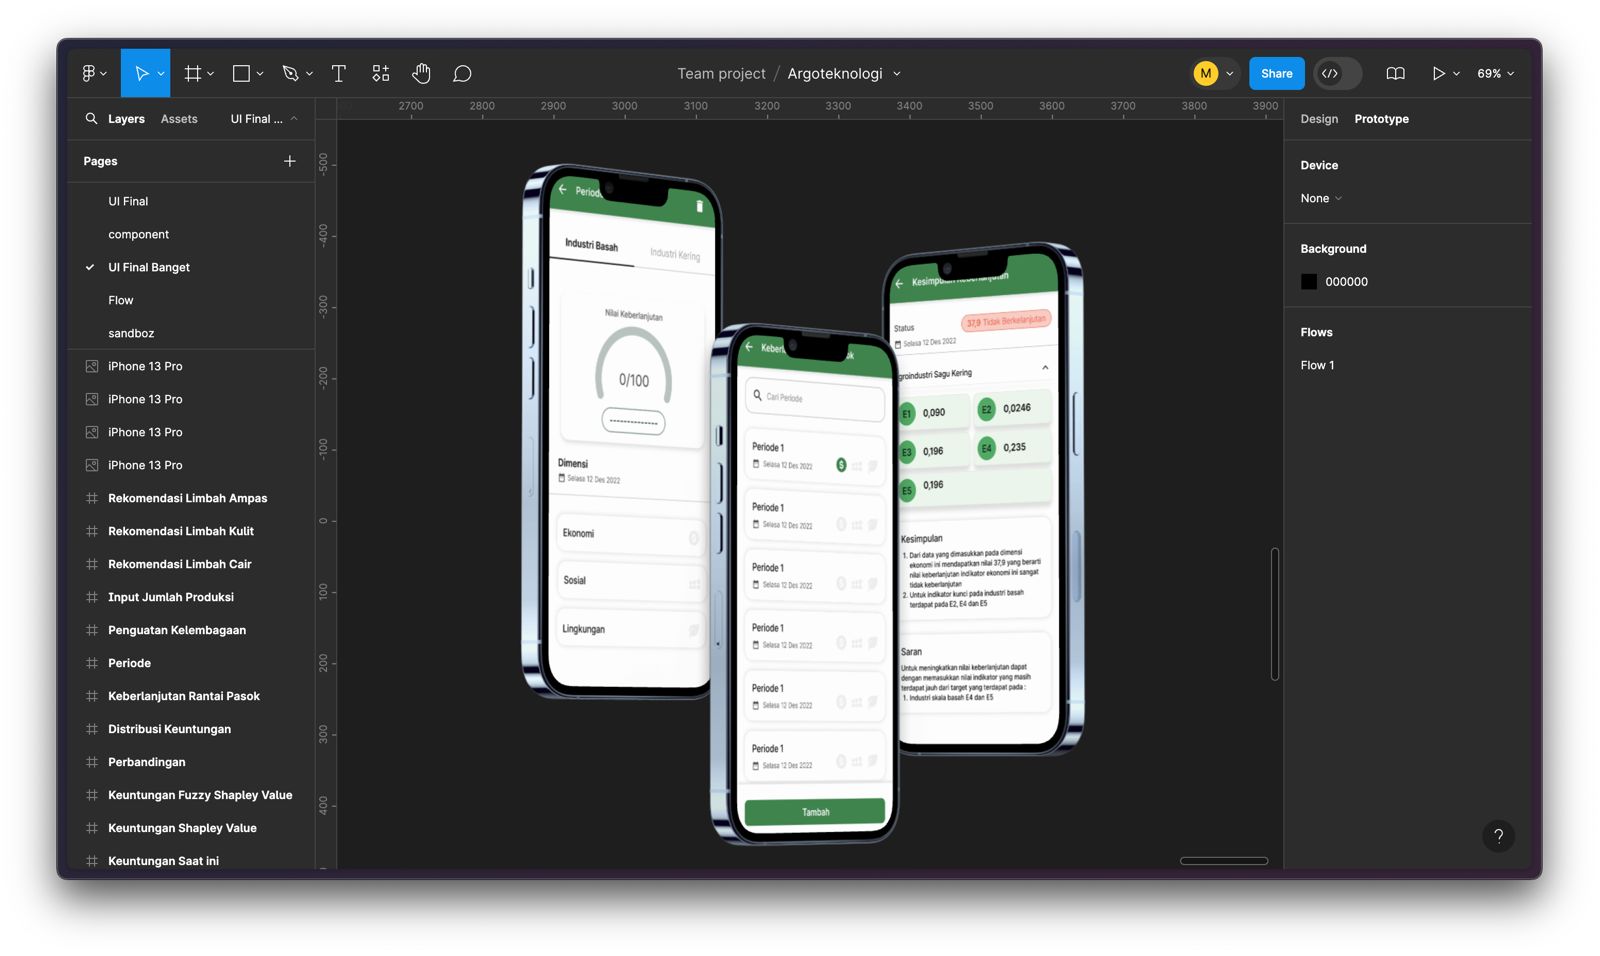 Team project / Argoteknologi
M
Share
69%
Layers
Assets
UI Final ...
Pages
UI Final
component
UI Final Banget
Flow
sandboz
iPhone 13 Pro
iPhone 13 Pro
iPhone 13 Pro
iPhone 13 Pro
Rekomendasi Limbah Ampas
Rekomendasi Limbah Kulit
Rekomendasi Limbah Cair
Input Jumlah Produksi
Penguatan Kelembagaan
Periode
Keberlanjutan Rantai Pasok
Distribusi Keuntungan
Perbandingan
Keuntungan Fuzzy Shapley Value
Keuntungan Shapley Value
Keuntungan Saat ini
2700 2800 2900 3000 3100 3200 3300 3400 3500 3600 3700 3800 3900
-500
-400
-300
-200
-100
0
100
200
300
400
Industri Basah
Industri Kering
Nilai Keberlanjutan
0/100
Dimensi
Selasa 12 Des 2022
Ekonomi
Sosial
Lingkungan
Cari Periode
Periode 1
Selasa 12 Des 2022
Periode 1
Selasa 12 Des 2022
Periode 1
Selasa 12 Des 2022
Periode 1
Selasa 12 Des 2022
Periode 1
Selasa 12 Des 2022
Periode 1
Selasa 12 Des 2022
Tambah
Kesimpulan Keberlanjutan
Status
37,9 Tidak Berkelanjutan
Selasa 12 Des 2022
groindustri Sagu Kering
E1 0,090
E2 0,0246
E3 0,196
E4 0,235
E5 0,196
Kesimpulan
1. Dari data yang dimasukkan pada dimensi
ekonomi ini mendapatkan nilai 37,9 yang berarti
nilai keberlanjutan indikator ekonomi ini sangat
tidak keberlanjutan
2. Untuk indikator kunci pada industri basah
terdapat pada E2, E4 dan E5
Saran
Untuk meningkatkan nilai keberlanjutan dapat
dengan memasukkan nilai indikator yang masih
terdapat jauh dari target yang terdapat pada :
1. Industri skala basah E4 dan E5
Design
Prototype
Device
None
Background
000000
Flows
Flow 1
?